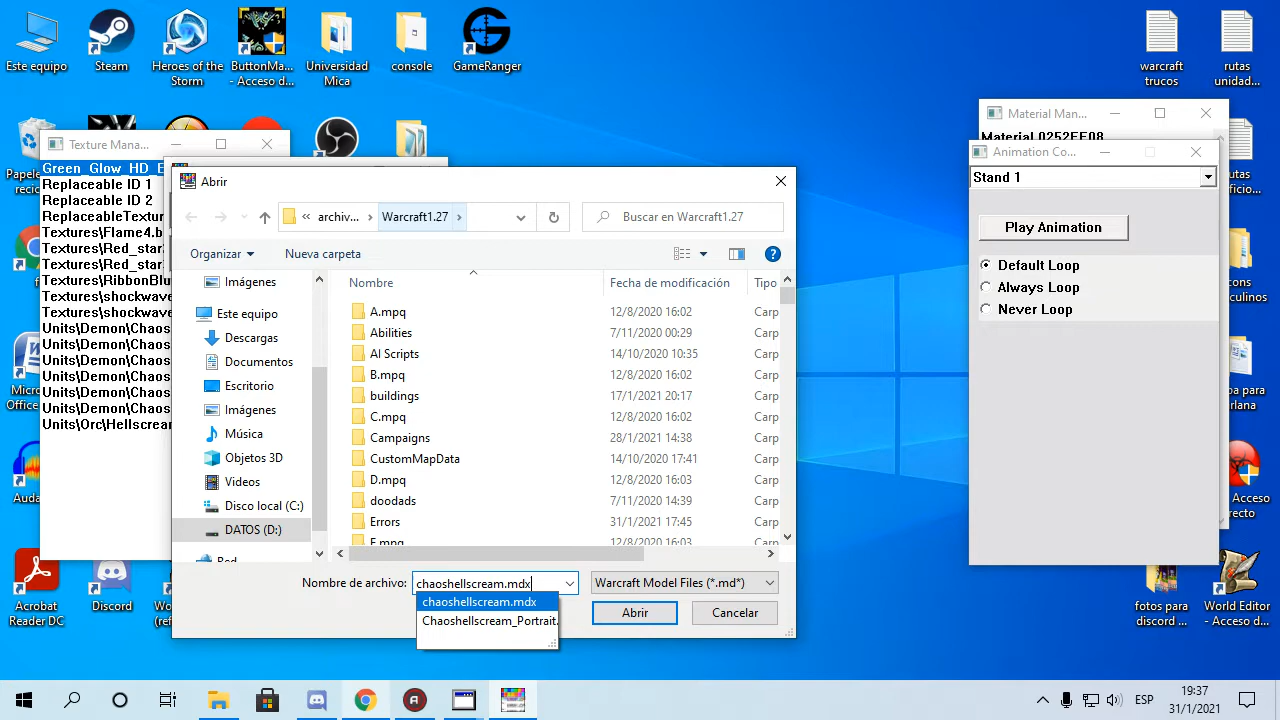 Este equipo
Steam
Heroes of the
Storm
ButtonMa...
- Acceso d...
Universidad
Mica
console
GameRanger
warcraft
trucos
rutas
unidad...
Texture Mana...
Green_Glow_HD_E
Replaceable ID 1
Replaceable ID 2
ReplaceableTextur
Textures\Flame4.b
Textures\Red_star
Textures\Red_star
Textures\RibbonBlu
Textures\shockwave
Textures\shockwave
Units\Demon\Chaos
Units\Demon\Chaos
Units\Demon\Chaos
Units\Demon\Chaos
Units\Demon\Chaos
Units\Demon\Chaos
Units\Orc\Hellscream
Abrir
archiv...
Warcraft1.27
Buscar en Warcraft1.27
Organizar
Nueva carpeta
Imágenes
Este equipo
Descargas
Documentos
Escritorio
Imágenes
Música
Objetos 3D
Videos
Disco local (C:)
DATOS (D:)
Red
Nombre
Fecha de modificación
Tipo
A.mpq 12/8/2020 16:02 Carp
Abilities 7/11/2020 00:29 Carp
AI Scripts 14/10/2020 10:35 Carp
B.mpq 12/8/2020 16:02 Carp
buildings 17/1/2021 20:17 Carp
C.mpq 12/8/2020 16:02 Carp
Campaigns 28/1/2021 14:38 Carp
CustomMapData 14/10/2020 17:41 Carp
D.mpq 12/8/2020 16:03 Carp
doodads 7/11/2020 14:39 Carp
Errors 31/1/2021 17:45 Carp
E.mpq 12/8/2020 16:03 Carp
Nombre de archivo:
chaoshellscream.mdx
Warcraft Model Files (*.md*)
chaoshellscream.mdx
Chaoshellscream_Portrait.
Abrir
Cancelar
Material Man...
Material 0252EE08
Animation Co...
Stand 1
Play Animation
Default Loop
Always Loop
Never Loop
Acrobat
Reader DC
Discord
fotos para
discord ...
World Editor
- Acceso d...
ESP
19:37
31/1/2021